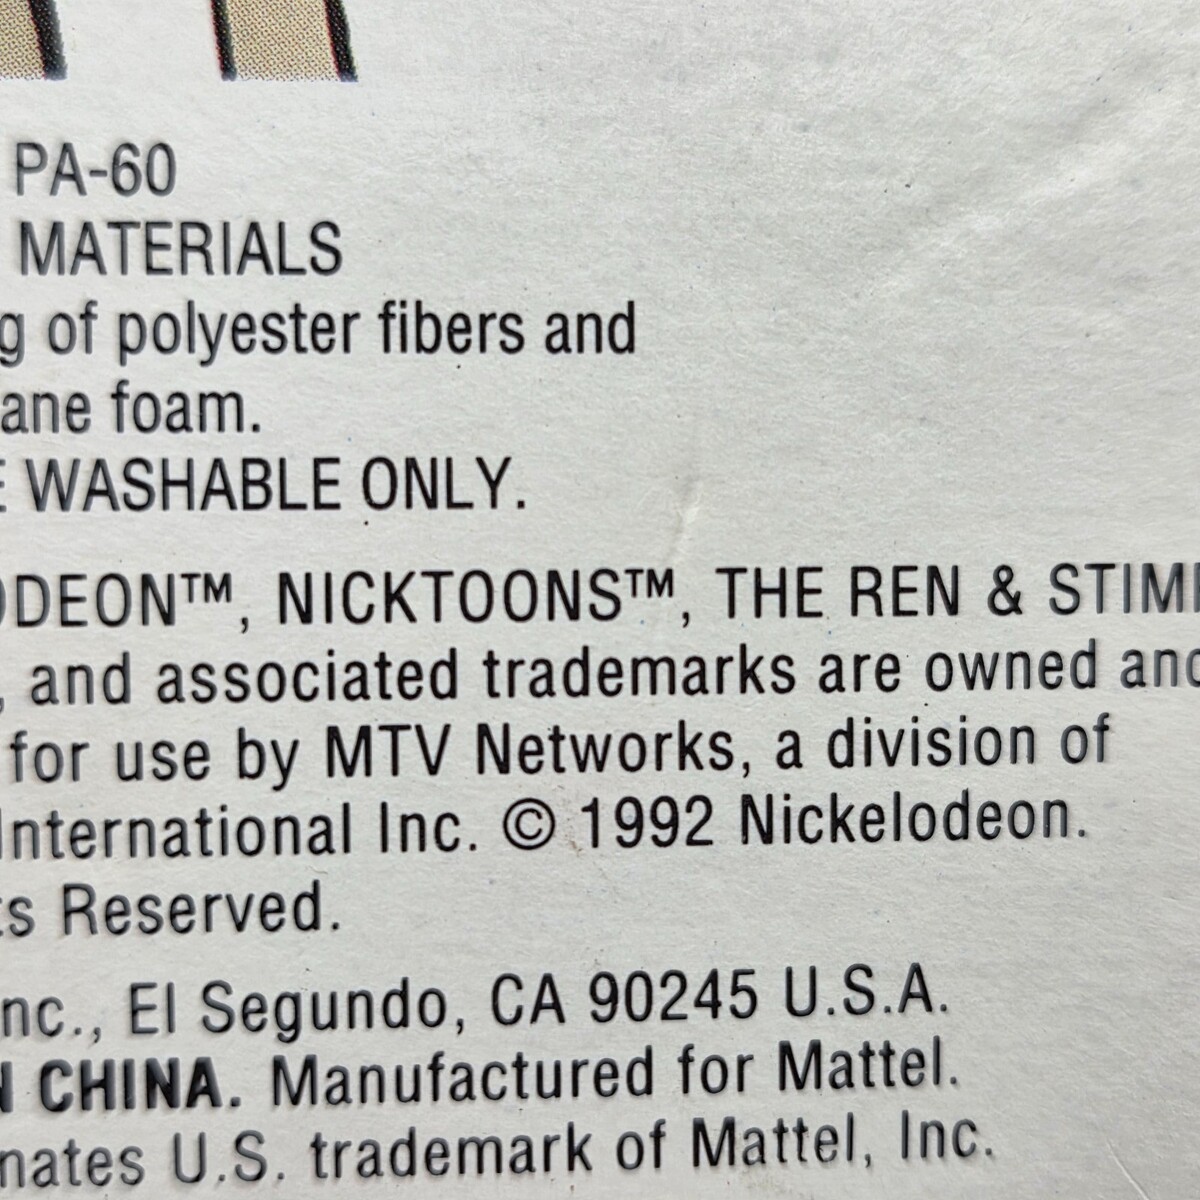 PA-60
MATERIALS
g of polyester fibers and
ane foam.
E WASHABLE ONLY.
ODEON™, NICKTOONS™, THE REN & STIM
, and associated trademarks are owned and
for use by MTV Networks, a division of
International Inc. © 1992 Nickelodeon.
ts Reserved.
nc., El Segundo, CA 90245 U.S.A.
N CHINA. Manufactured for Mattel.
nates U.S. trademark of Mattel, Inc.